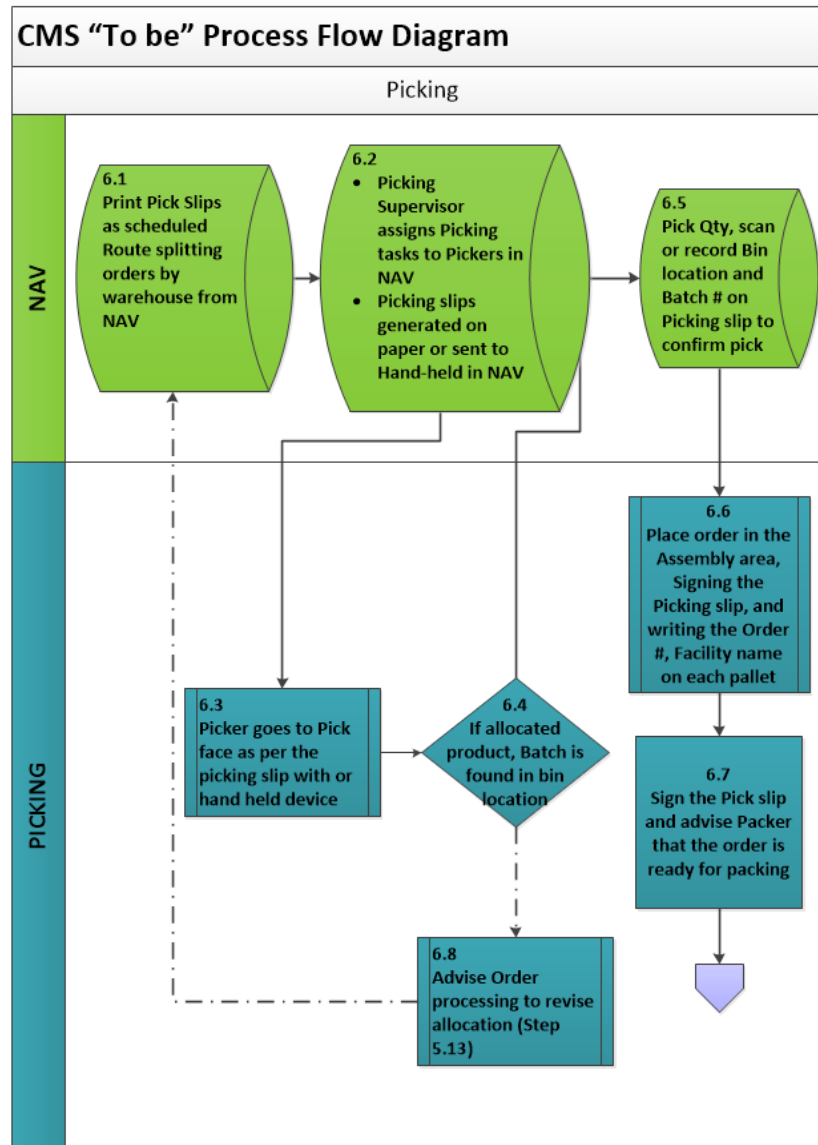 CMS “To be” Process Flow Diagram
Picking
NAV
6.1
Print Pick Slips
as scheduled
Route splitting
orders by
warehouse from
NAV
6.2
• Picking
Supervisor
assigns Picking
tasks to Pickers in
NAV
• Picking slips
generated on
paper or sent to
Hand-held in NAV
6.5
Pick Qty, scan
or record Bin
location and
Batch # on
Picking slip to
confirm pick
PICKING
6.3
Picker goes to Pick
face as per the
picking slip with or
hand held device
6.4
If allocated
product, Batch is
found in bin
location
6.6
Place order in the
Assembly area,
Signing the
Picking slip, and
writing the Order
#, Facility name
on each pallet
6.7
Sign the Pick slip
and advise Packer
that the order is
ready for packing
6.8
Advise Order
processing to revise
allocation (Step
5.13)